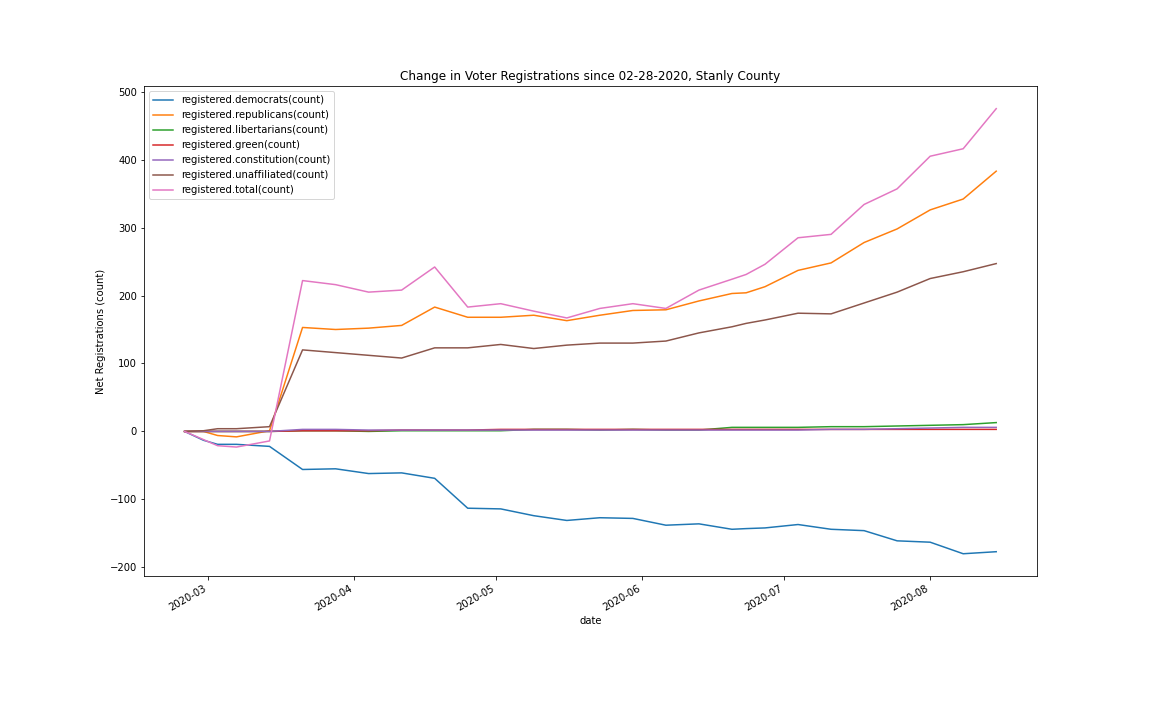 Change in Voter Registrations since 02-28-2020, Stanly County
registered.democrats(count)
registered.republicans(count)
registered.libertarians(count)
registered.green(count)
registered.constitution(count)
registered.unaffiliated(count)
registered.total(count)
Net Registrations (count)
500
400
300
200
100
0
−100
−200
2020-03
2020-04
2020-05
2020-06
2020-07
2020-08
date